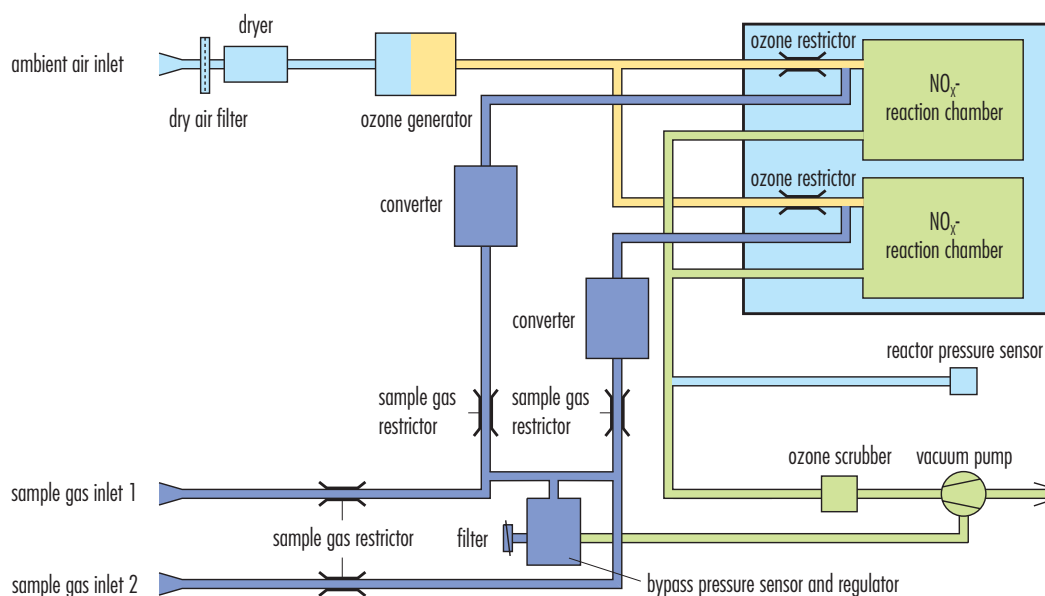 dryer
ambient air inlet
dry air filter
ozone generator
ozone restrictor
NOX-
reaction chamber
converter
ozone restrictor
NOX-
reaction chamber
converter
reactor pressure sensor
sample gas
restrictor
sample gas
restrictor
ozone scrubber
vacuum pump
sample gas inlet 1
sample gas restrictor
filter
sample gas inlet 2
bypass pressure sensor and regulator